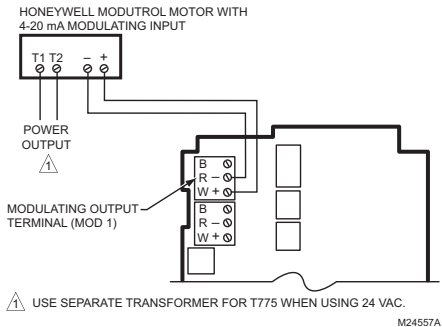 HONEYWELL MODUTROL MOTOR WITH
4-20 mA MODULATING INPUT
T1 T2 – +
POWER
OUTPUT
1
B
R –
W +
MODULATING OUTPUT
TERMINAL (MOD 1)
B
R –
W +
1 USE SEPARATE TRANSFORMER FOR T775 WHEN USING 24 VAC.
M24557A